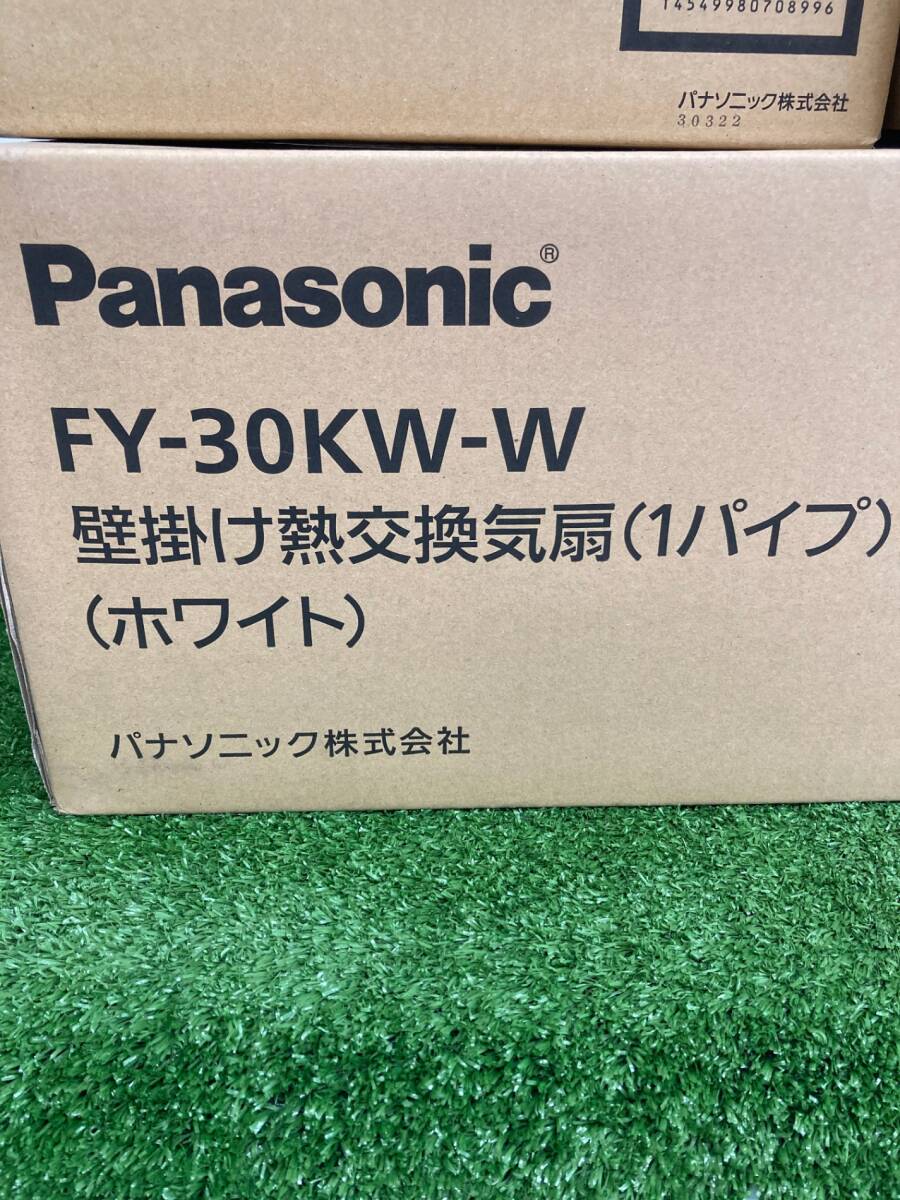 14549980708996
パナソニック株式会社
30322
Panasonic®
FY-30KW-W
壁掛け熱交換気扇(1パイプ)
(ホワイト)
パナソニック株式会社